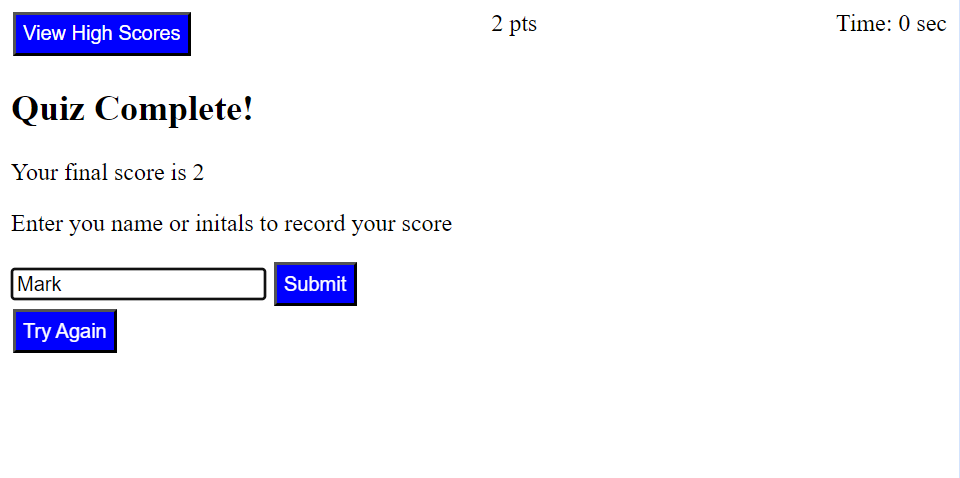 View High Scores 2 pts Time: 0 sec
Quiz Complete!
Your final score is 2
Enter you name or initals to record your score
Mark Submit
Try Again